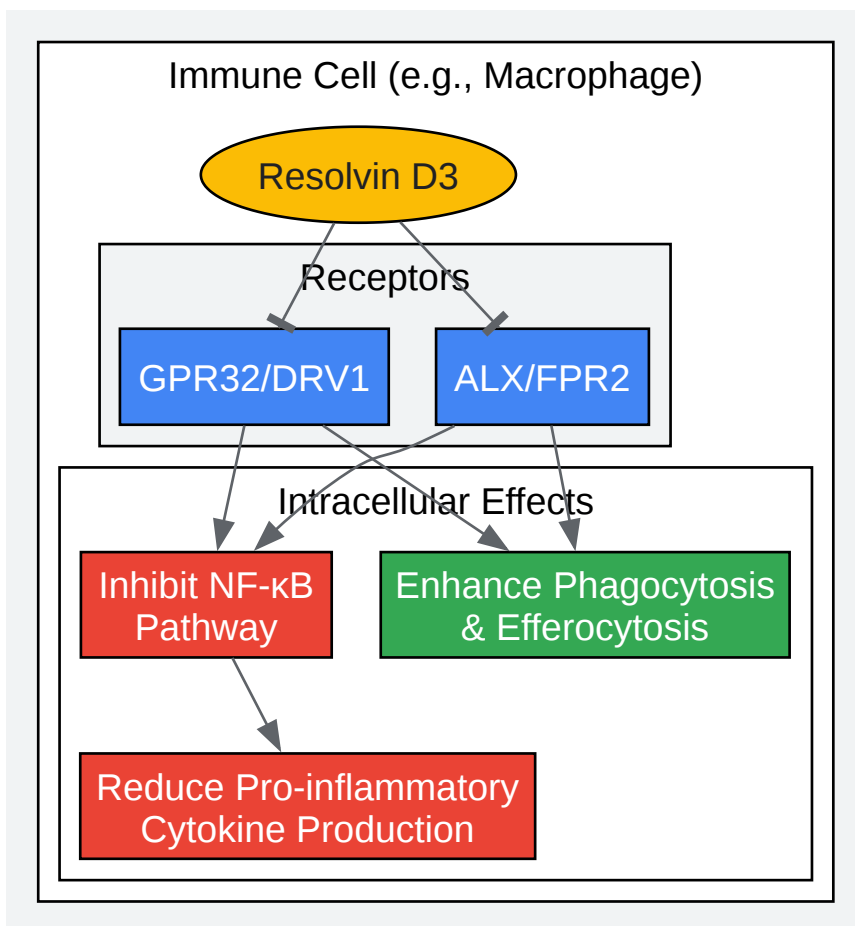 Immune Cell (e.g., Macrophage)
Resolvin D3
Receptors
GPR32/DRV1
ALX/FPR2
Intracellular Effects
Inhibit NF-κB
Pathway
Enhance Phagocytosis
& Efferocytosis
Reduce Pro-inflammatory
Cytokine Production